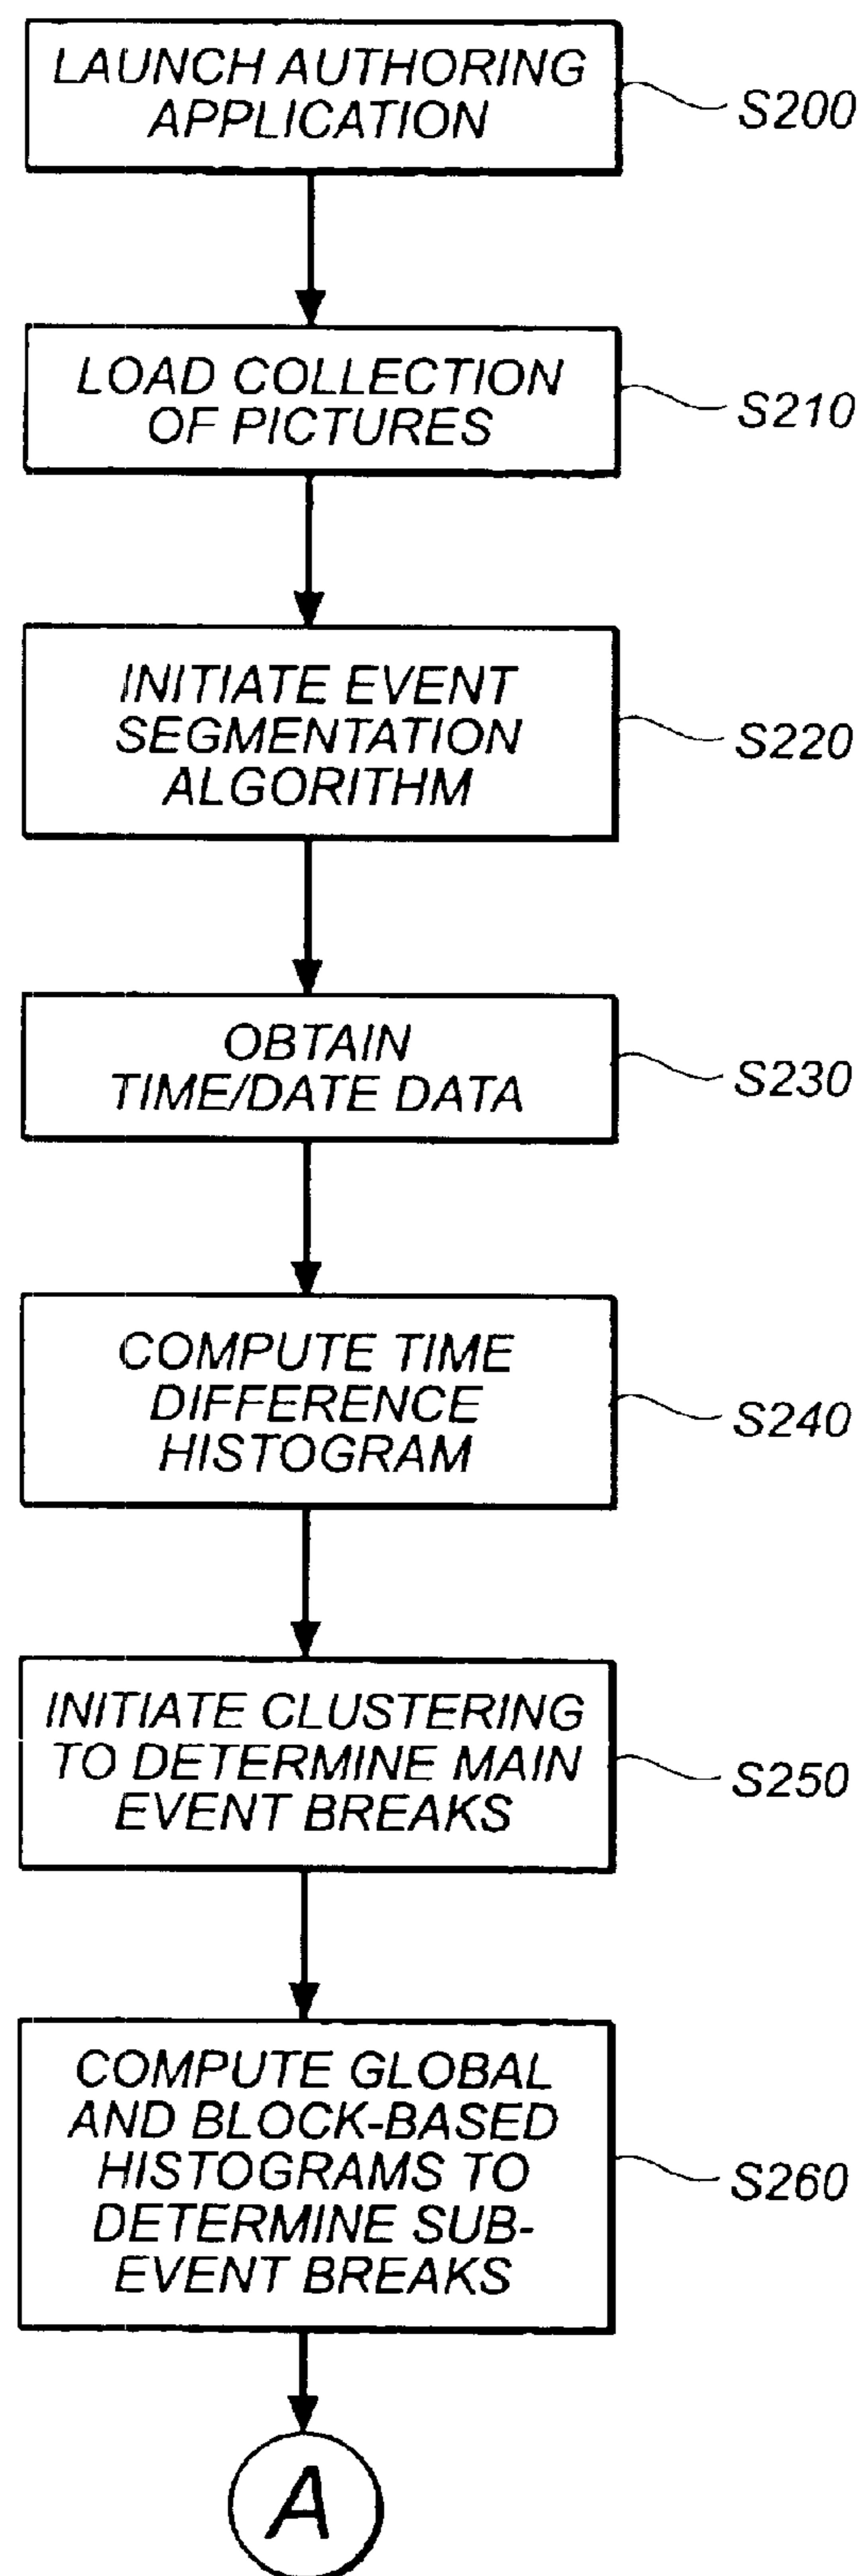 LAUNCH AUTHORING
APPLICATION
S200
LOAD COLLECTION
OF PICTURES
S210
INITIATE EVENT
SEGMENTATION
ALGORITHM
S220
OBTAIN
TIME/DATE DATA
S230
COMPUTE TIME
DIFFERENCE
HISTOGRAM
S240
INITIATE CLUSTERING
TO DETERMINE MAIN
EVENT BREAKS
S250
COMPUTE GLOBAL
AND BLOCK-BASED
HISTOGRAMS TO
DETERMINE SUB-
EVENT BREAKS
S260
A